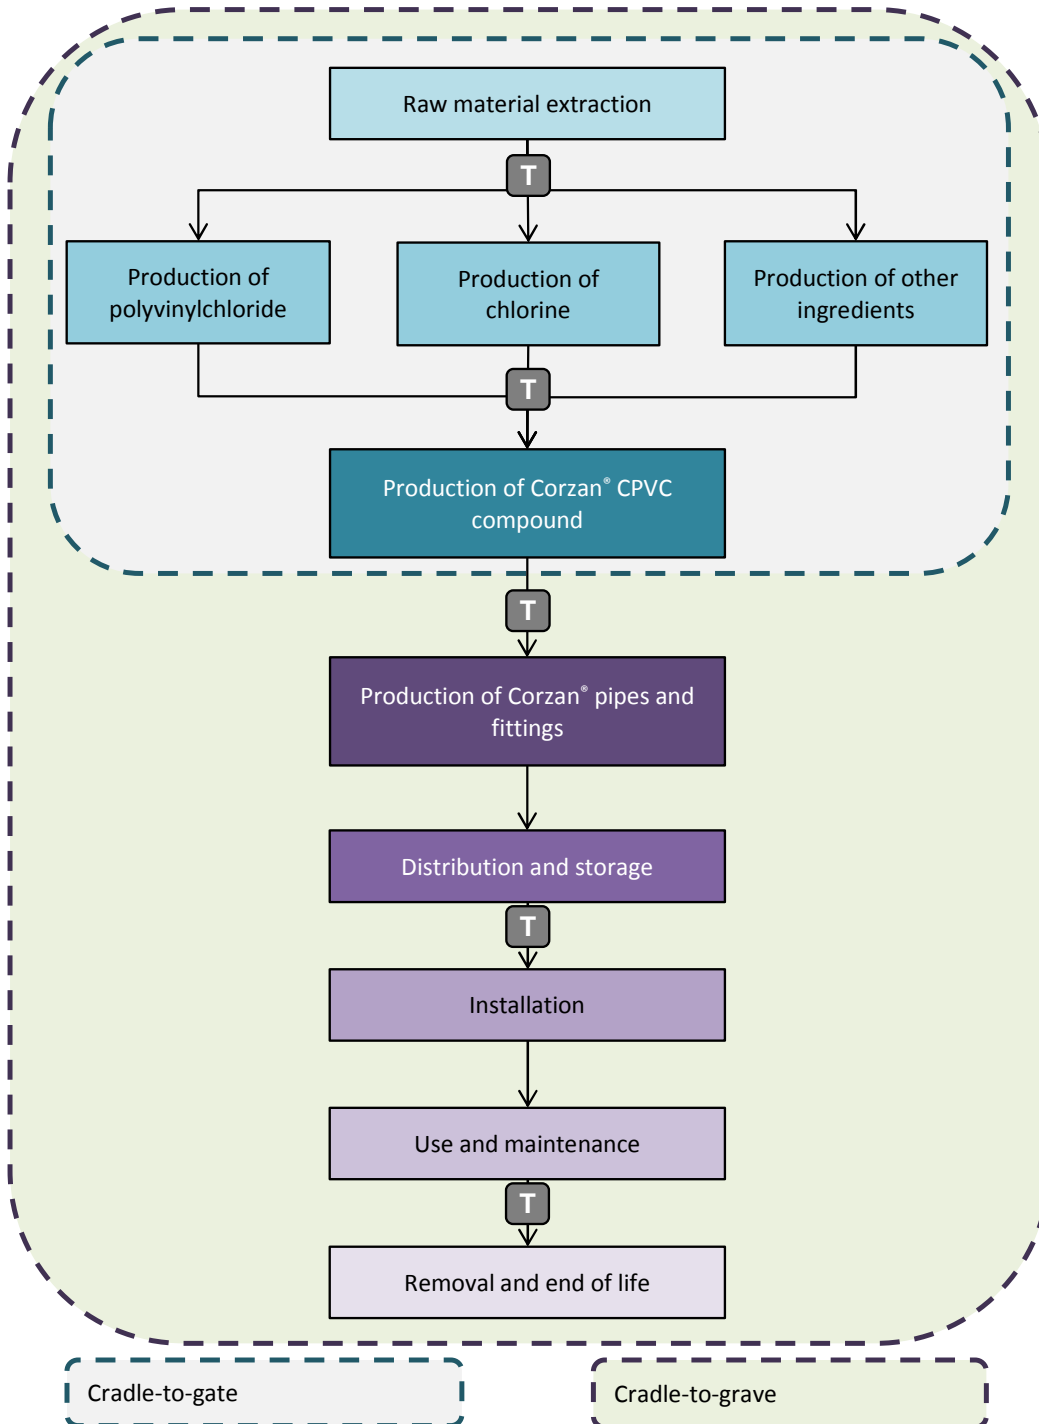 Raw material extraction
T
Production of
polyvinylchloride
Production of
chlorine
Production of other
ingredients
T
Production of Corzan® CPVC
compound
T
Production of Corzan® pipes and
fittings
Distribution and storage
T
Installation
Use and maintenance
T
Removal and end of life
Cradle-to-gate
Cradle-to-grave